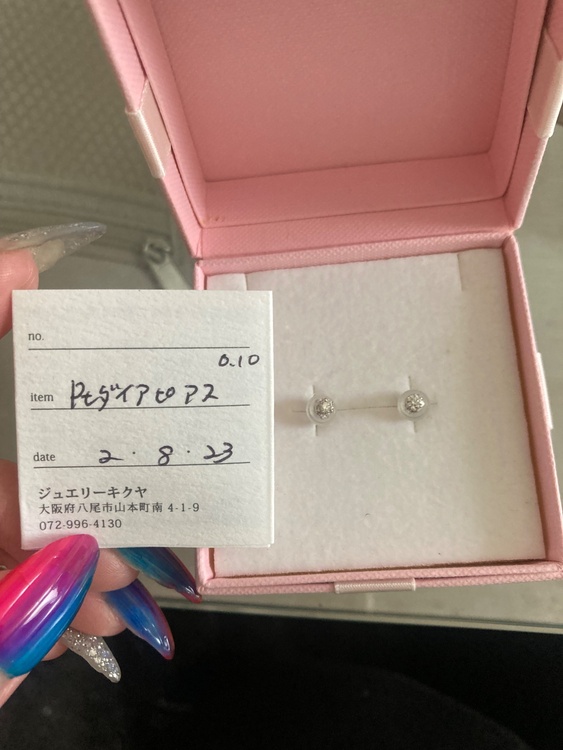 no.
0.10
item Ptダイアピアス
date 2・8・23
ジュエリーキクヤ
大阪府八尾市山本町南 4-1-9
072-996-4130